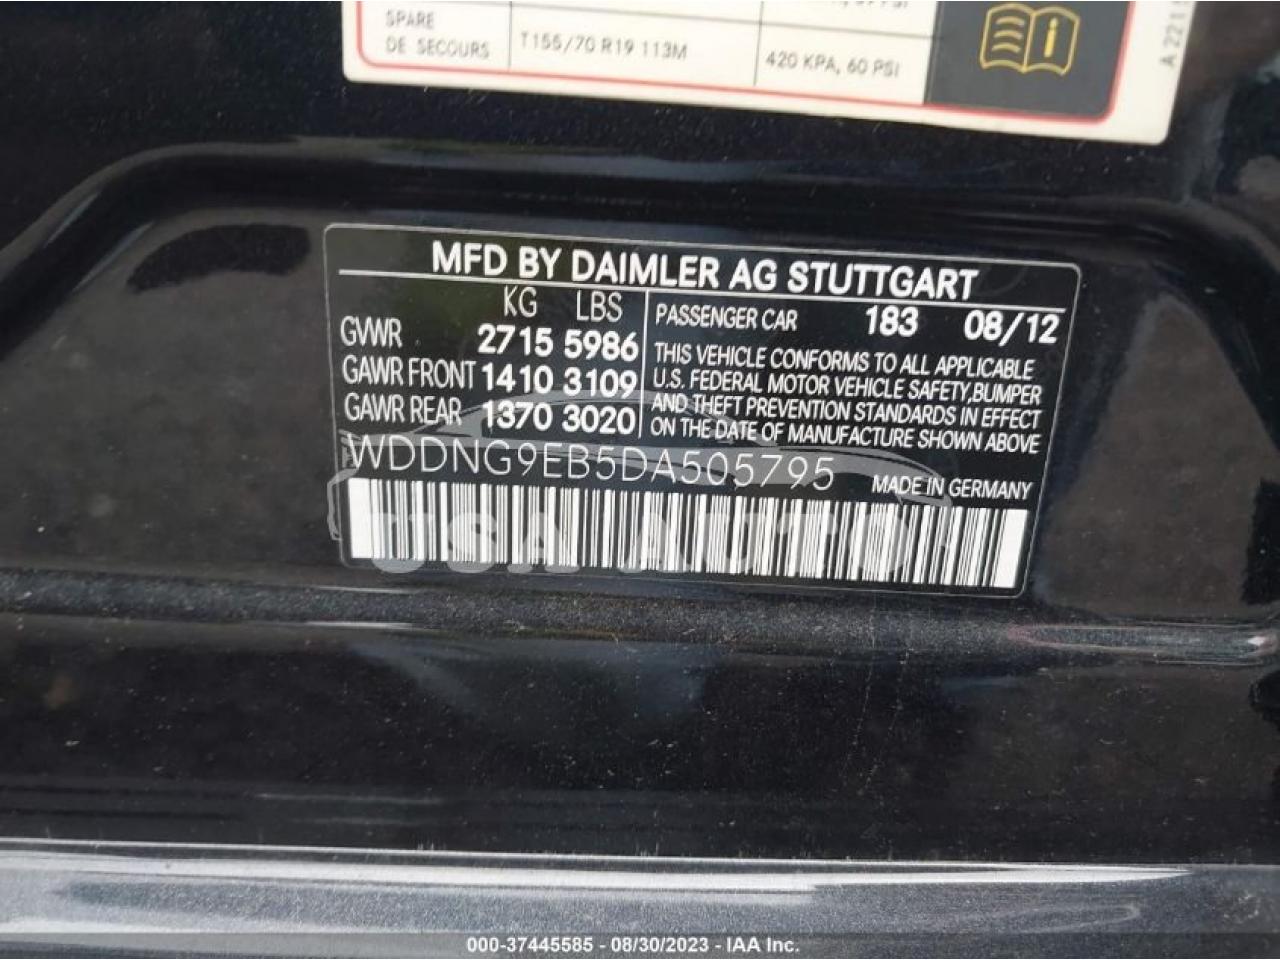 SPARE
DE SECOURS T155/70 R19 113M 420 KPA, 60 PSI
MFD BY DAIMLER AG STUTTGART
KG LBS
PASSENGER CAR 183 08/12
GVWR 2715 5986
GAWR FRONT 1410 3109
GAWR REAR 1370 3020
THIS VEHICLE CONFORMS TO ALL APPLICABLE
U.S. FEDERAL MOTOR VEHICLE SAFETY,BUMPER
AND THEFT PREVENTION STANDARDS IN EFFECT
ON THE DATE OF MANUFACTURE SHOWN ABOVE
WDDNG9EB5DA505795
MADE IN GERMANY
USA AUTO
000-37445585 - 08/30/2023 - IAA Inc.